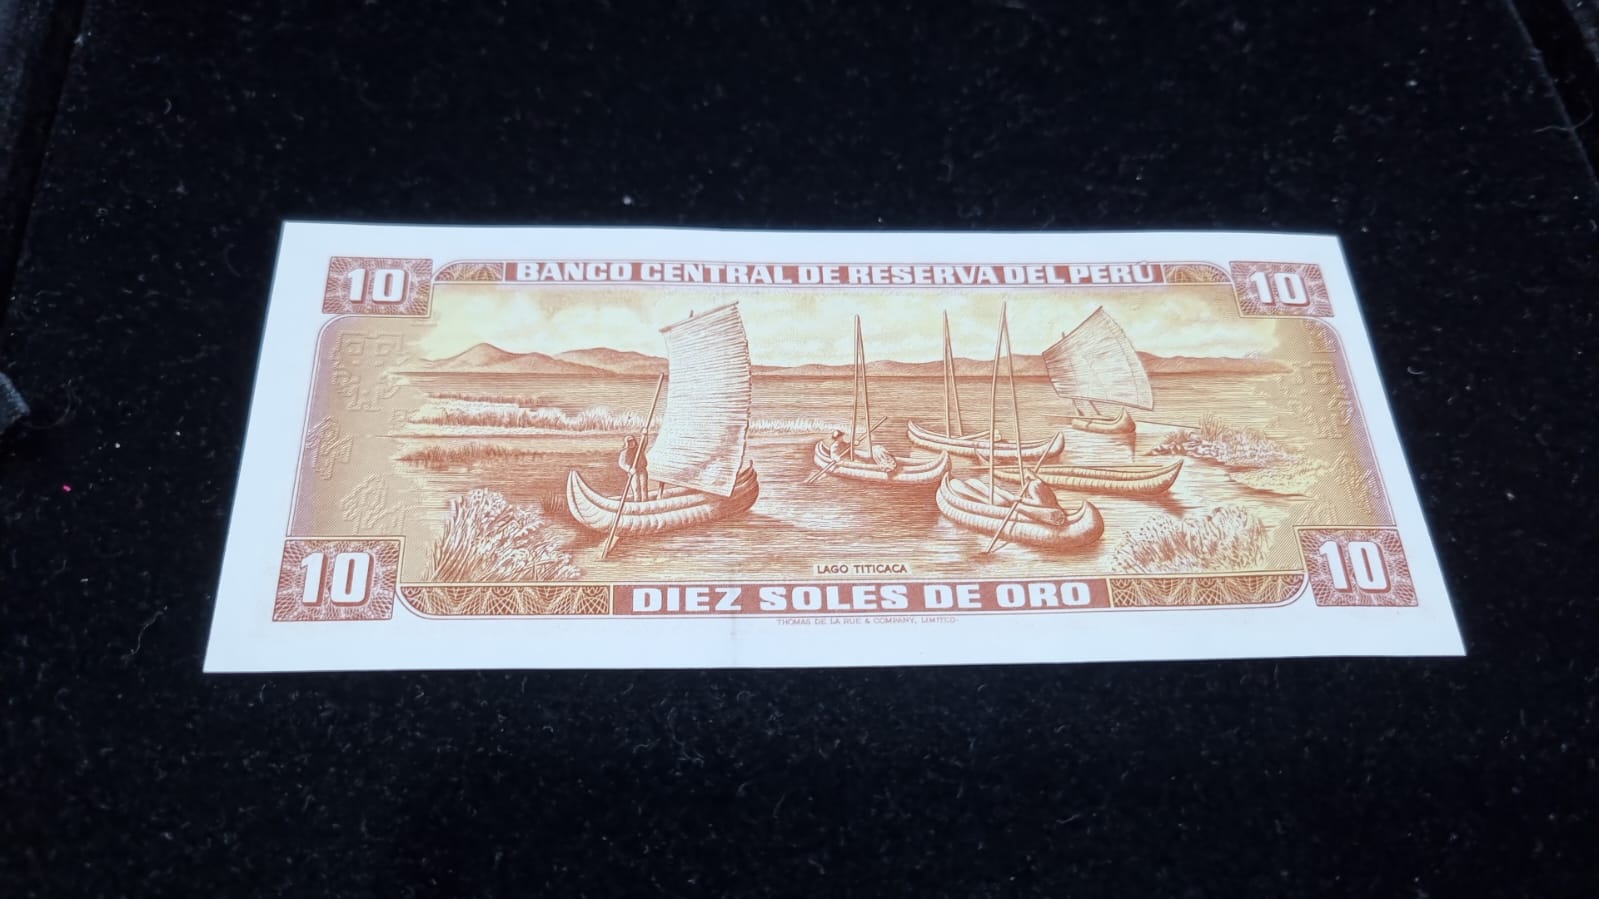 10 BANCO CENTRAL DE RESERVA DEL PERÚ 10
LAGO TITICACA
10 DIEZ SOLES DE ORO 10
THOMAS DE LA RUE & COMPANY, LIMITED.